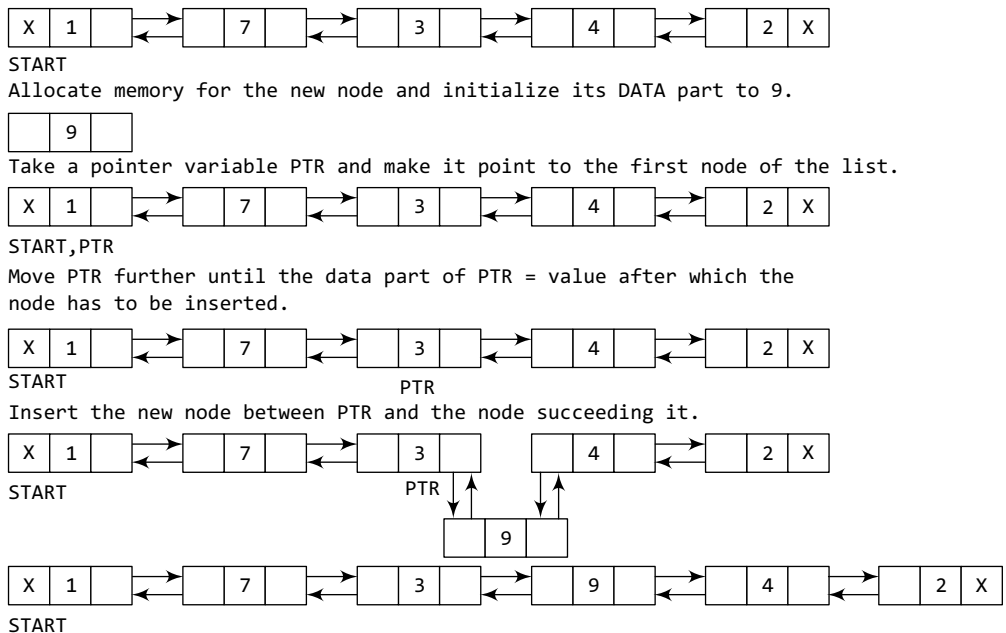 X 1 7 3 4 2 X
START
Allocate memory for the new node and initialize its DATA part to 9.
9
Take a pointer variable PTR and make it point to the first node of the list.
X 1 7 3 4 2 X
START,PTR
Move PTR further until the data part of PTR = value after which the
node has to be inserted.
X 1 7 3 4 2 X
START PTR
Insert the new node between PTR and the node succeeding it.
X 1 7 3 4 2 X
START PTR
9
X 1 7 3 9 4 2 X
START